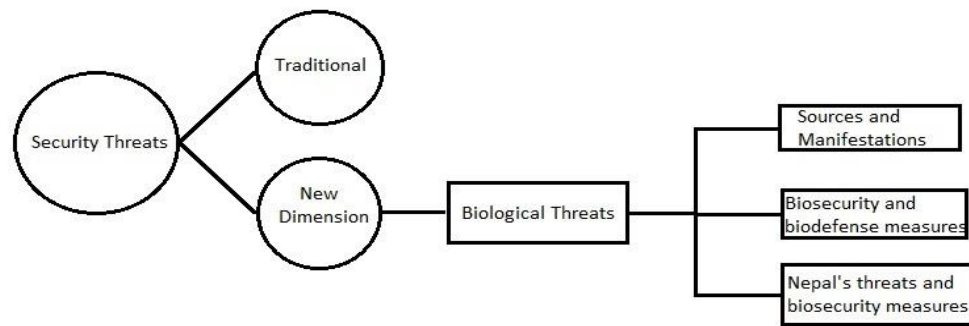 Security Threats
Traditional
New
Dimension
Biological Threats
Sources and
Manifestations
Biosecurity and
biodefense measures
Nepal's threats and
biosecurity measures